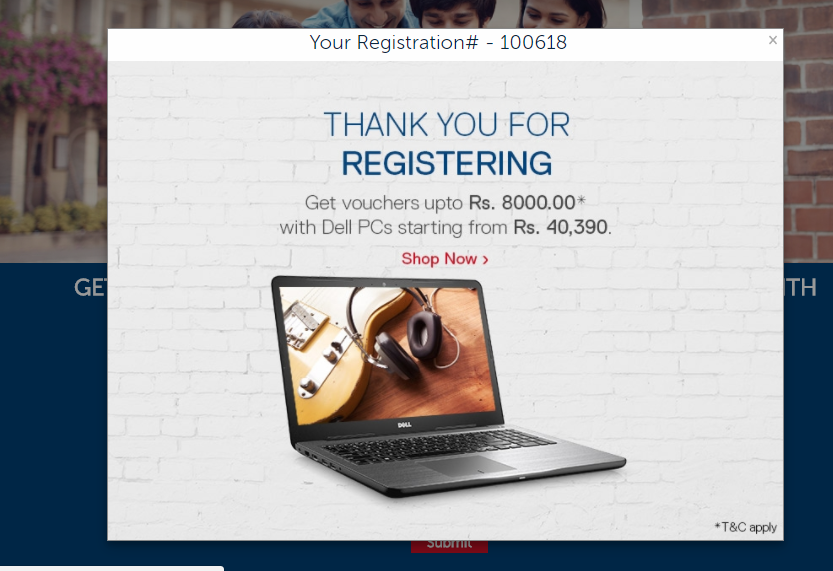 Your Registration# - 100618
×
THANK YOU FOR
REGISTERING
Get vouchers upto Rs. 8000.00*
with Dell PCs starting from Rs. 40,390.
Shop Now ›
GE
ITH
DELL
*T&C apply
Submit